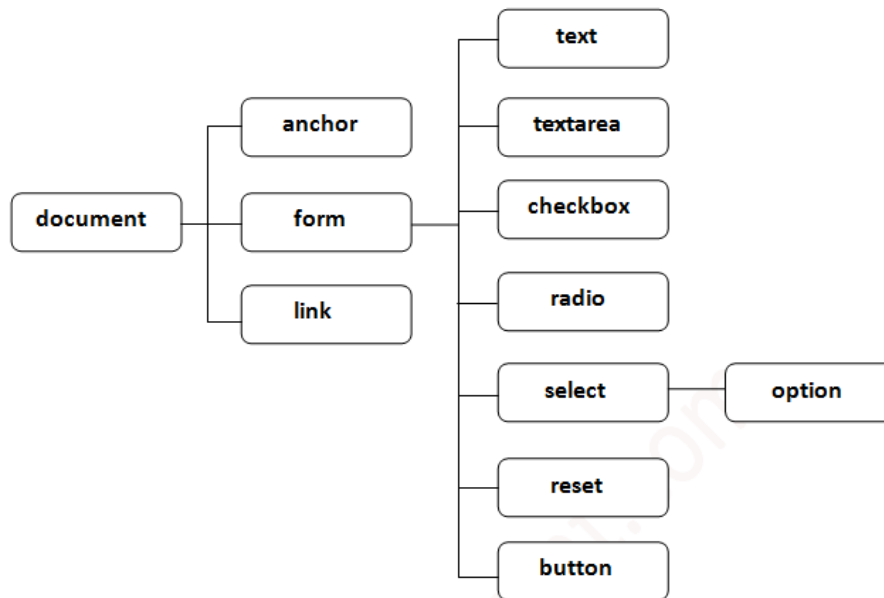 text
anchor
textarea
checkbox
document
form
radio
link
select
option
reset
button